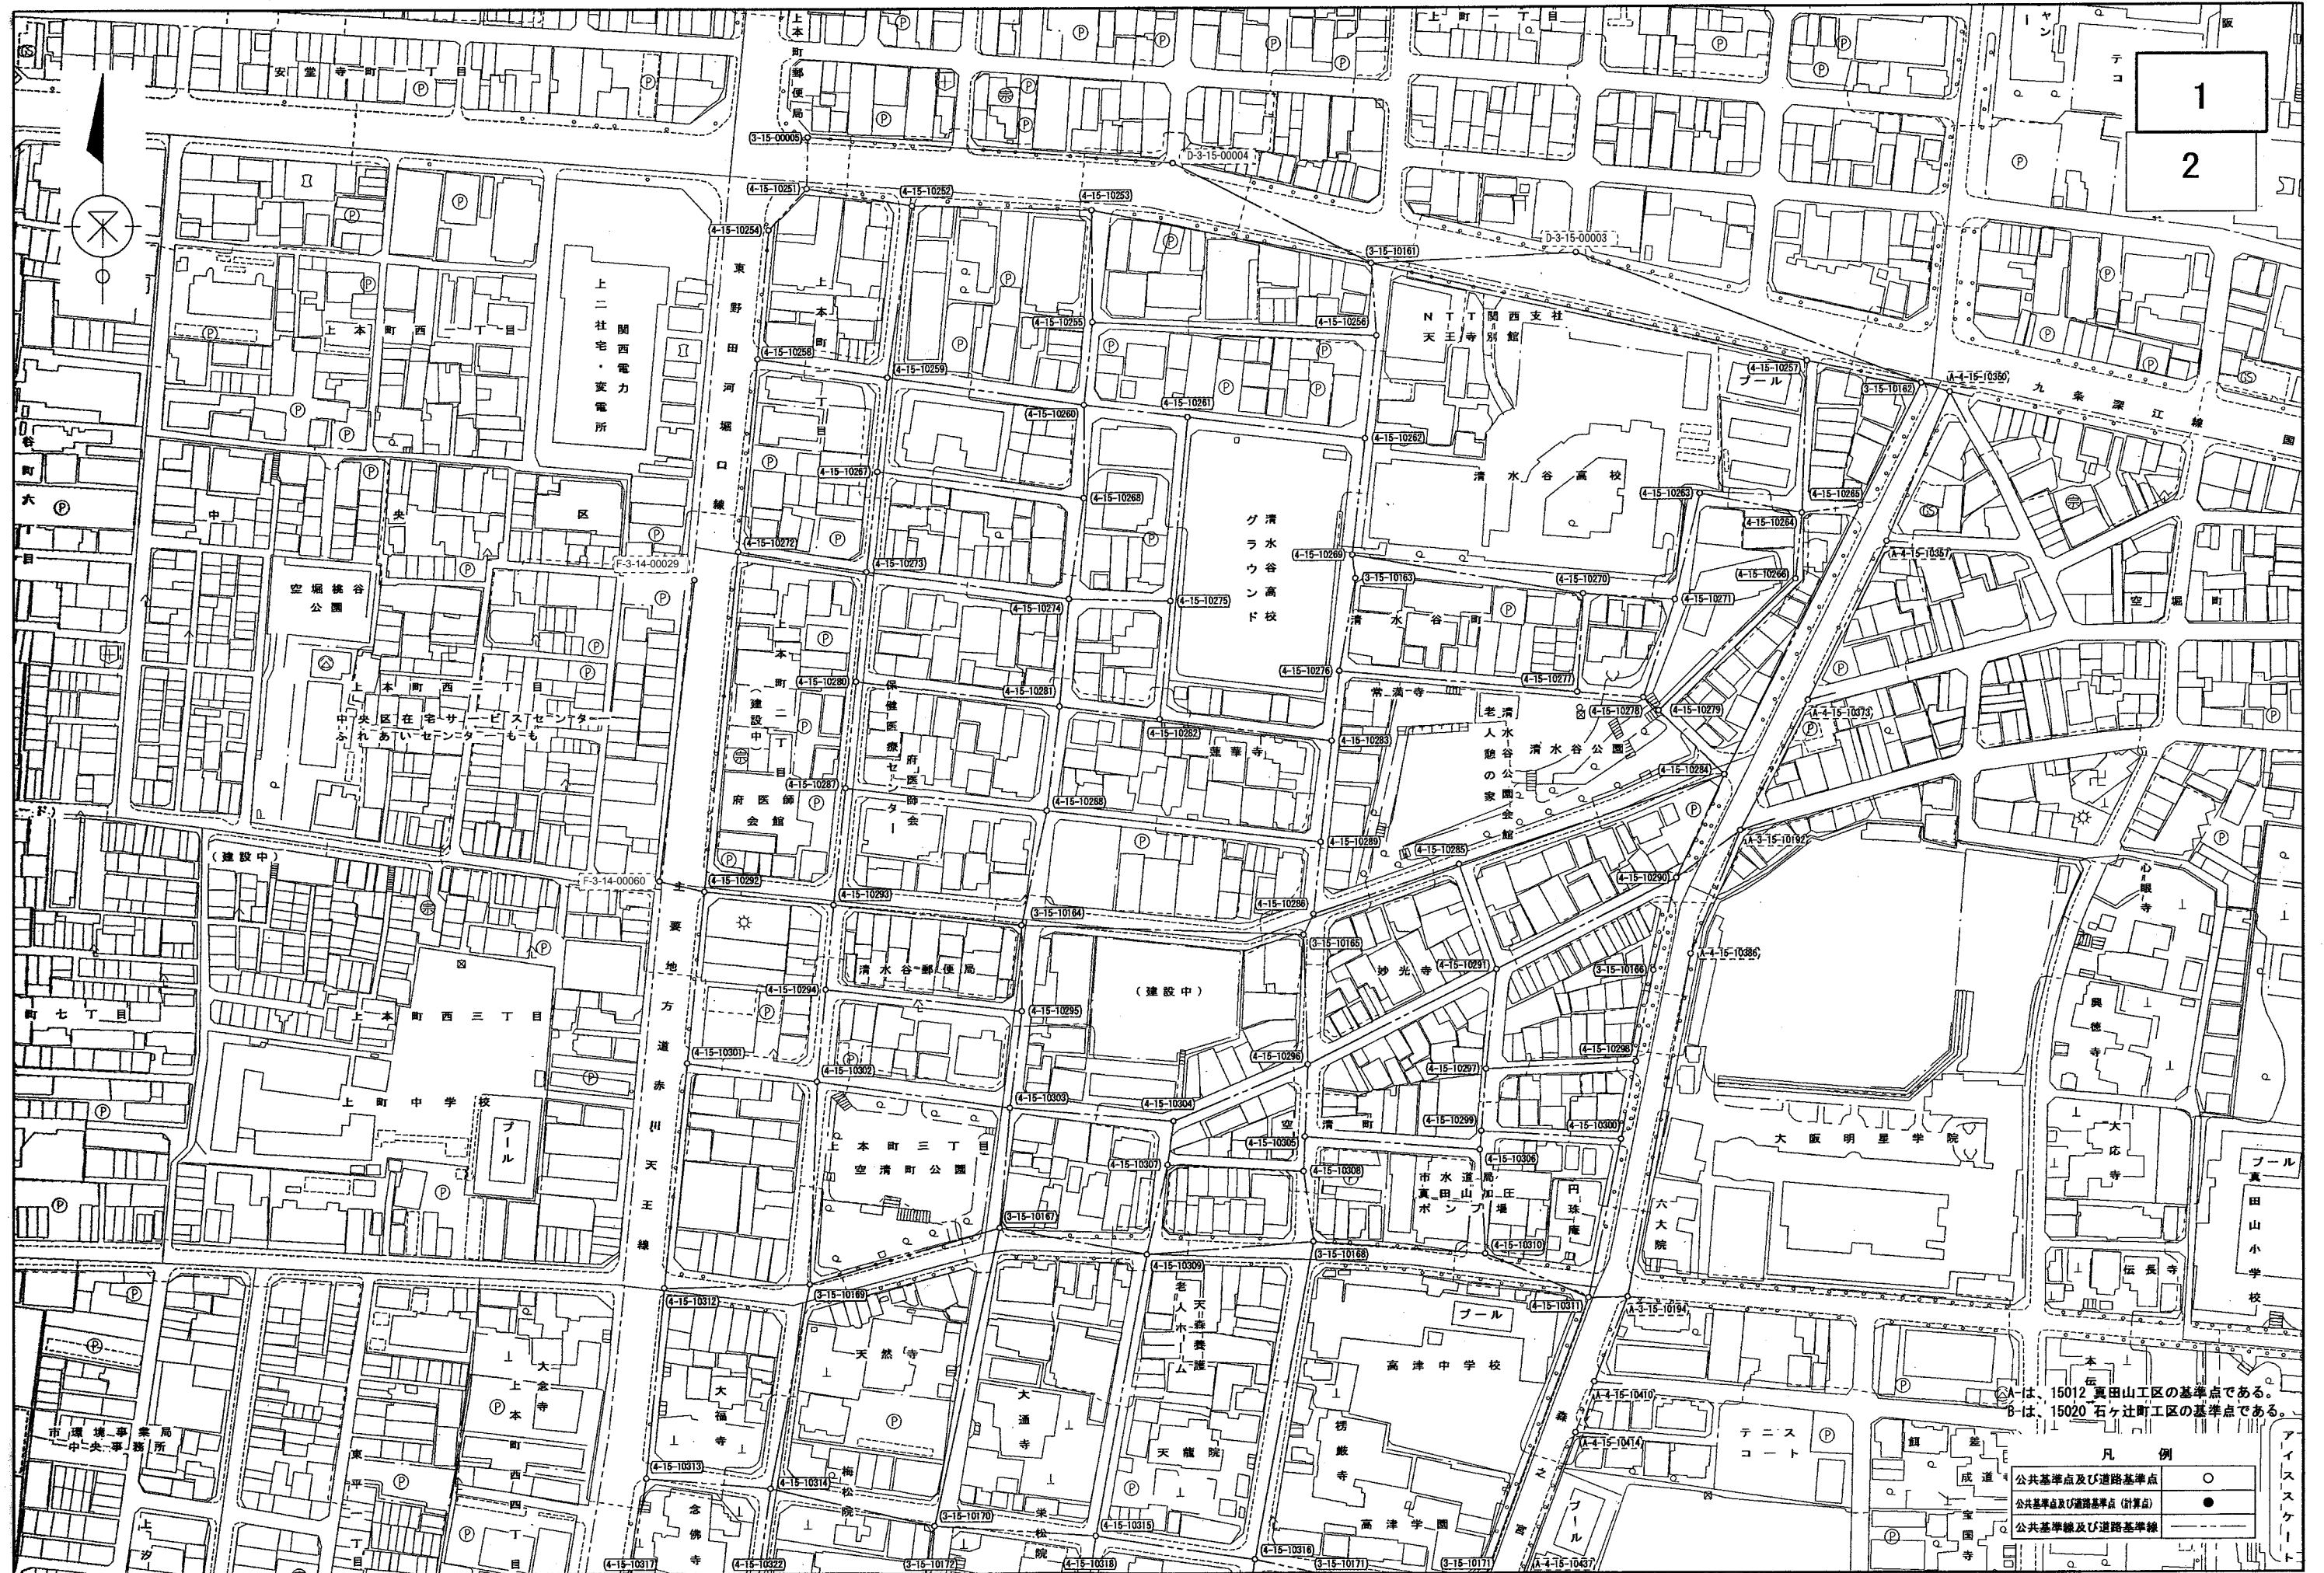 安堂寺町一丁目
上本町郵便局
上町一丁目
1
2
3-15-00005
D-3-15-00004
4-15-10251
4-15-10252
4-15-10253
4-15-10254
3-15-10161
D-3-15-00003
東野田河堀口線
上本町一丁目
上二社宅・変電所
関西電力
上本町西一丁目
4-15-10255
4-15-10256
NTT関西支社
天王寺別館
4-15-10257
プール
3-15-10162
A-4-15-10350
九条深江線
4-15-10258
4-15-10259
4-15-10260
4-15-10261
4-15-10262
清水谷高校
4-15-10263
4-15-10264
4-15-10265
4-15-10266
4-15-10267
4-15-10268
清水谷高校
グラウンド
4-15-10269
4-15-10270
4-15-10271
A-4-15-10357
谷町六丁目
中央区
4-15-10272
4-15-10273
F-3-14-00029
3-15-10163
4-15-10274
4-15-10275
清水谷町
空堀町
空堀桃谷
公園
上本町二丁目
(建設中)
4-15-10276
4-15-10277
4-15-10278
4-15-10279
4-15-10280
4-15-10281
4-15-10282
4-15-10283
4-15-10284
常満寺
蓮華寺
清水谷公園
清水谷公園会館
老人憩の家
A-4-15-10373
上本町西二丁目
中央区在宅サービスセンター
ふれあいセンターもも
保健医療センター
府医師会
府医師
会館
4-15-10287
4-15-10288
4-15-10289
4-15-10285
4-15-10286
4-15-10290
A-3-15-10192
(建設中)
F-3-14-00060
4-15-10292
4-15-10293
3-15-10164
3-15-10165
妙光寺
4-15-10291
3-15-10166
A-4-15-10386
心眼寺
清水谷郵便局
(建設中)
4-15-10294
4-15-10295
4-15-10296
4-15-10297
4-15-10298
興徳寺
町七丁目
上本町西三丁目
主要地方道赤川天王線
4-15-10301
4-15-10302
4-15-10303
4-15-10304
4-15-10299
4-15-10300
上町中学校
プール
上本町三丁目
空清町公園
空清町
4-15-10305
4-15-10306
4-15-10307
4-15-10308
大阪明星学院
大応寺
プール
真田山小学校
市水道局
真田山加圧
ポンプ場
円珠庵
六大院
3-15-10167
4-15-10309
3-15-10168
4-15-10310
伝長寺
3-15-10169
4-15-10312
4-15-10311
A-3-15-10194
プール
天森養護
老人ホーム
天然寺
高津中学校
大念寺
大福寺
大通寺
天龍院
楞厳寺
A-4-15-10410
A-4-15-10414
テニス
コート
A-は、15012 真田山工区の基準点である。
B-は、15020 石ヶ辻町工区の基準点である。
市環境事業局
中央事務所
東平一丁目
上本町西四丁目
4-15-10313
4-15-10314
梅松院
念佛寺
3-15-10170
栄松院
4-15-10315
4-15-10316
高津学園
プール
餌差
成道寺
宝国寺
アイススケート
凡例
公共基準点及び道路基準点
公共基準点及び道路基準点(計算点)
公共基準線及び道路基準線
上汐
4-15-10317
4-15-10322
3-15-10172
4-15-10318
3-15-10171
3-15-10171
A-4-15-10437